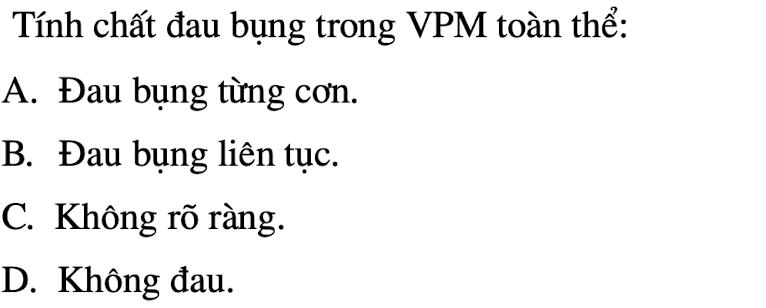 Tính chất đau bụng trong VPM toàn thể:
A. Đau bụng từng cơn.
B. Đau bụng liên tục.
C. Không rõ ràng.
D. Không đau.